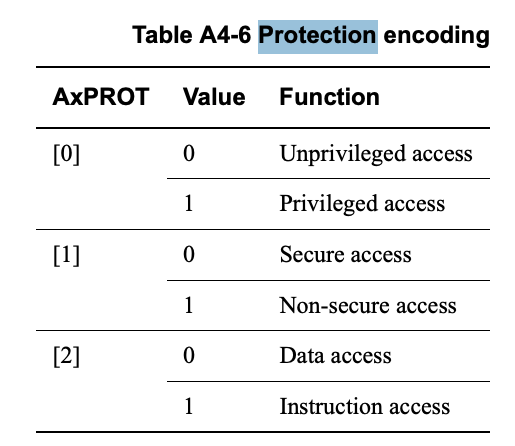 Table A4-6 Protection encoding
AxPROT Value Function
[0] 0 Unprivileged access
1 Privileged access
[1] 0 Secure access
1 Non-secure access
[2] 0 Data access
1 Instruction access